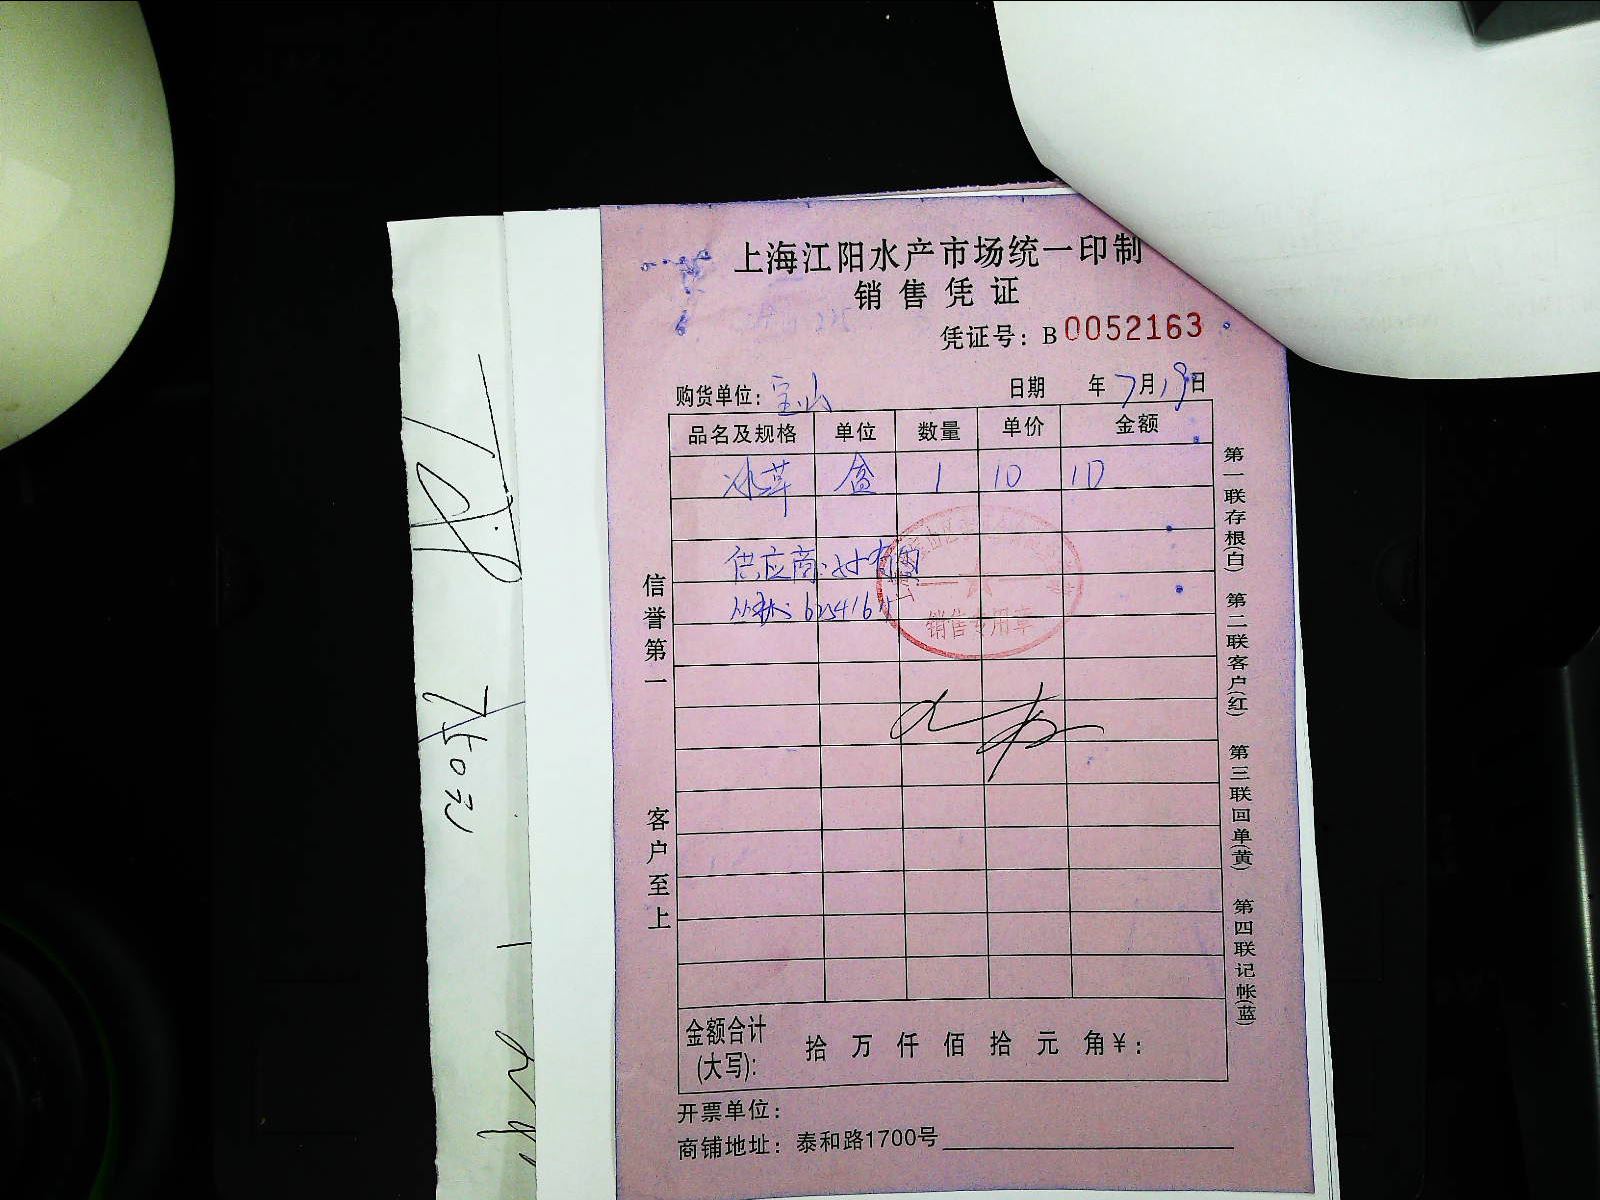 上海江阳水产市场统一印制
销售凭证
凭证号：B 0052163
购货单位：宝山 日期 年 7月19日
品名及规格 单位 数量 单价 金额
冰草 盒 1 10 10
供应商：
销售专用章
信誉第一 客户至上
第一联存根(白) 第二联客户(红) 第三联回单(黄) 第四联记帐(蓝)
金额合计(大写)： 拾 万 仟 佰 拾 元 角 ¥：
开票单位：
商铺地址：泰和路1700号